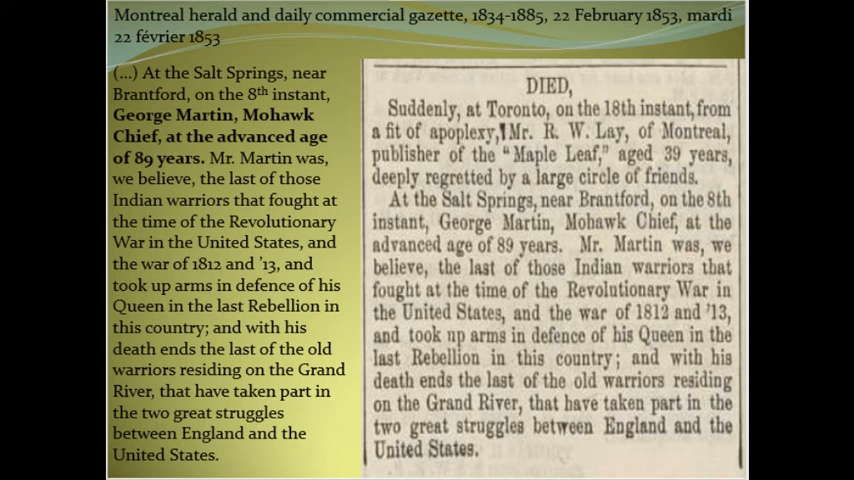 Montreal herald and daily commercial gazette, 1834-1885, 22 February 1853, mardi
22 février 1853
(...) At the Salt Springs, near
Brantford, on the 8th instant,
George Martin, Mohawk
Chief, at the advanced age
of 89 years. Mr. Martin was,
we believe, the last of those
Indian warriors that fought at
the time of the Revolutionary
War in the United States, and
the war of 1812 and ’13, and
took up arms in defence of his
Queen in the last Rebellion in
this country; and with his
death ends the last of the old
warriors residing on the Grand
River, that have taken part in
the two great struggles
between England and the
United States.
DIED,
Suddenly, at Toronto, on the 18th instant, from
a fit of apoplexy, Mr. R. W. Lay, of Montreal,
publisher of the “Maple Leaf,” aged 39 years,
deeply regretted by a large circle of friends.
At the Salt Springs, near Brantford, on the 8th
instant, George Martin, Mohawk Chief, at the
advanced age of 89 years. Mr. Martin was, we
believe, the last of those Indian warriors that
fought at the time of the Revolutionary War in
the United States, and the war of 1812 and ’13,
and took up arms in defence of his Queen in the
last Rebellion in this country; and with his
death ends the last of the old warriors residing
on the Grand River, that have taken part in the
two great struggles between England and the
United States.